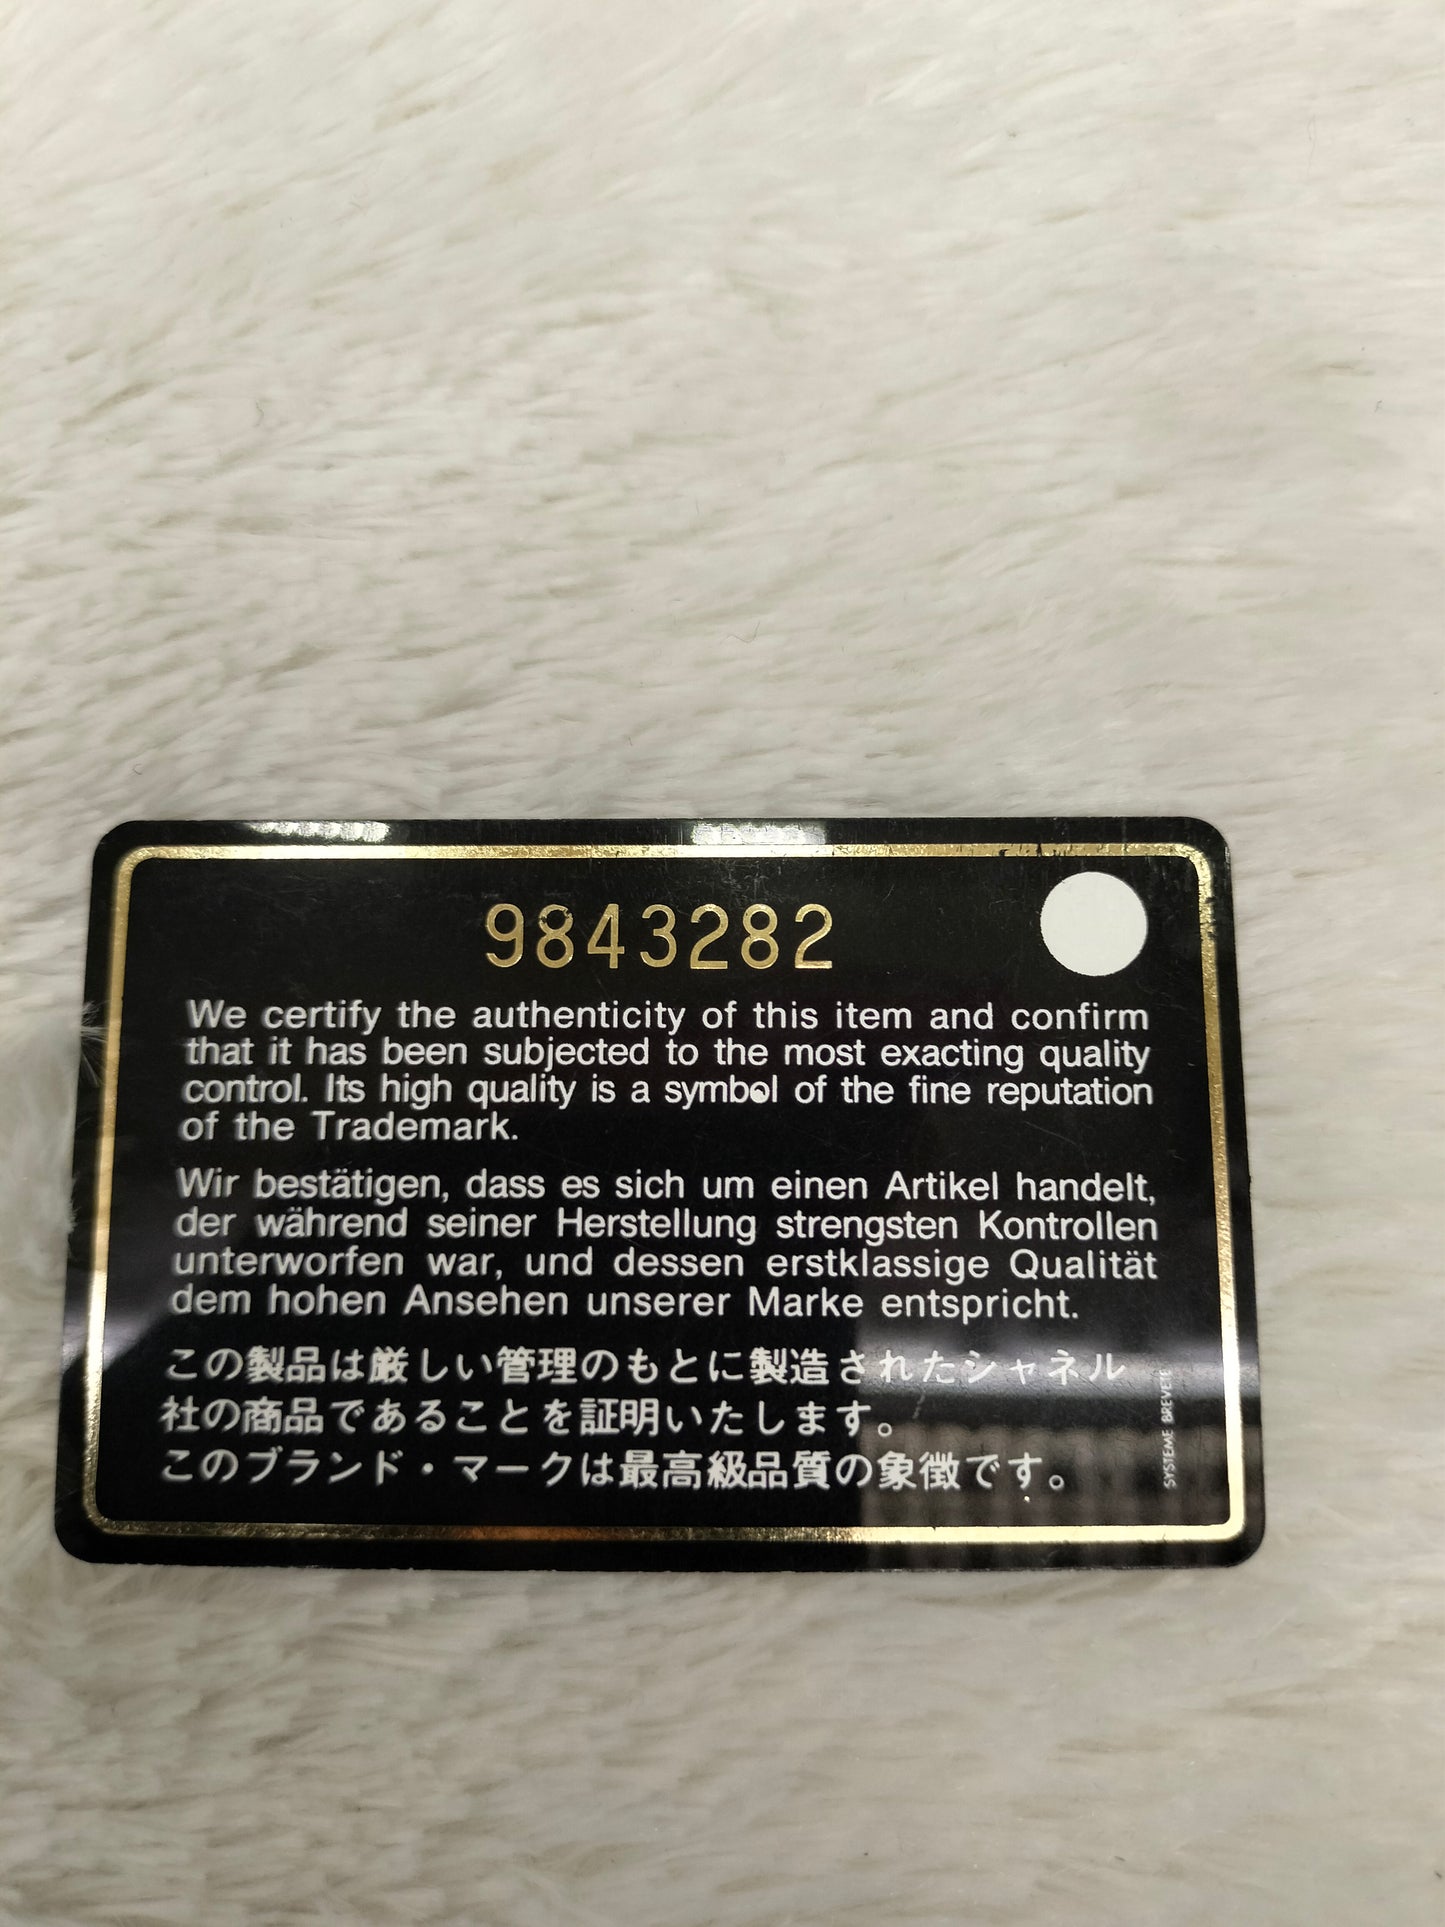 9843282
We certify the authenticity of this item and confirm
that it has been subjected to the most exacting quality
control. Its high quality is a symbol of the fine reputation
of the Trademark.
Wir bestätigen, dass es sich um einen Artikel handelt,
der während seiner Herstellung strengsten Kontrollen
unterworfen war, und dessen erstklassige Qualität
dem hohen Ansehen unserer Marke entspricht.
この製品は厳しい管理のもとに製造されたシャネル
社の商品であることを証明いたします。
このブランド・マークは最高級品質の象徴です。
SYSTEME BREVETE